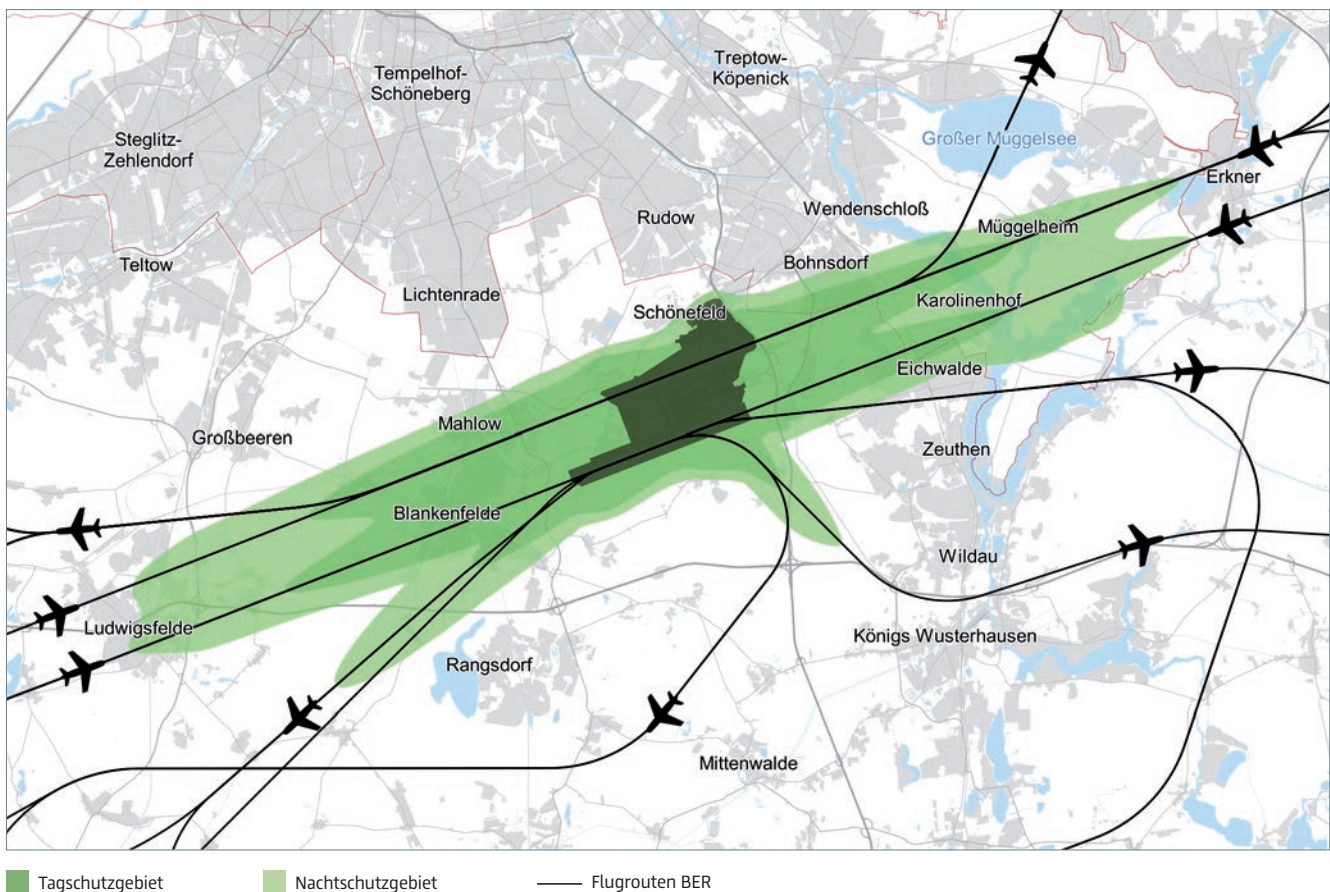 Treptow-
Köpenick
Tempelhof-
Schöneberg
Steglitz-
Zehlendorf
Großer Müggelsee
Erkner
Wendenschloß
Rudow
Müggelheim
Teltow
Bohnsdorf
Lichtenrade
Karolinenhof
Schönefeld
Eichwalde
Mahlow
Großbeeren
Zeuthen
Blankenfelde
Wildau
Ludwigsfelde
Königs Wusterhausen
Rangsdorf
Mittenwalde
Tagschutzgebiet
Nachtschutzgebiet
Flugrouten BER